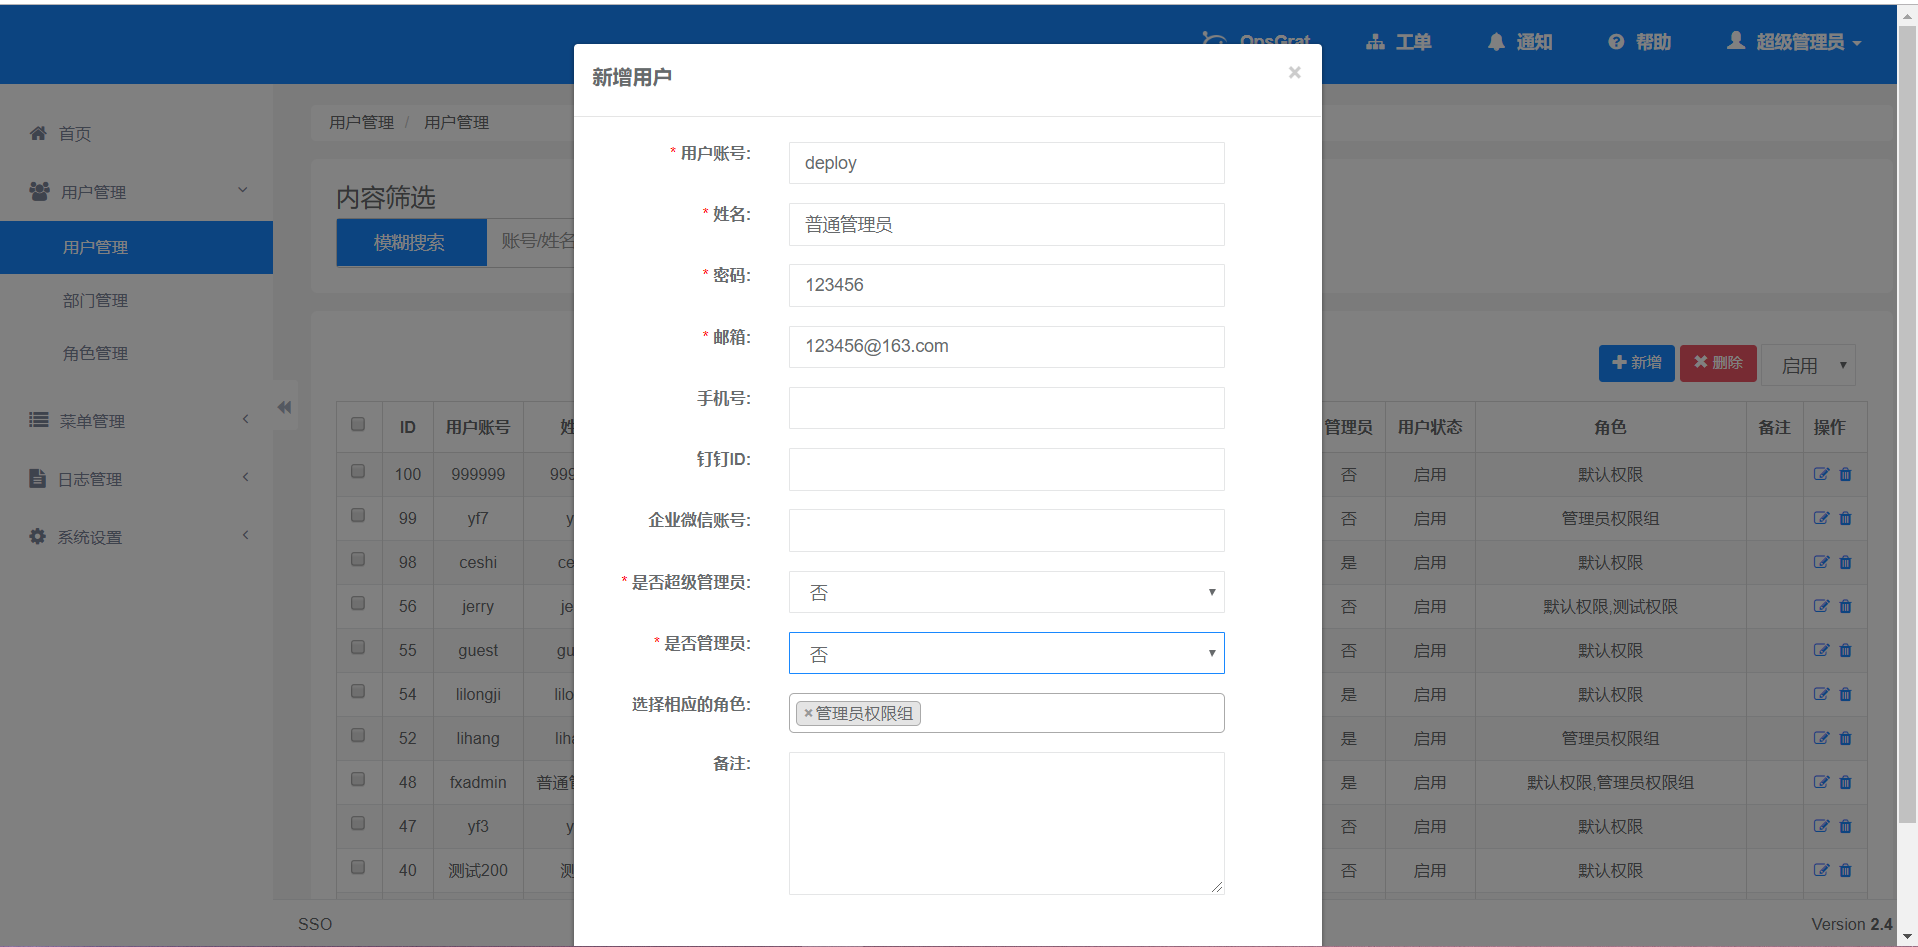 OpsGrat
工单
通知
帮助
超级管理员
首页
用户管理
用户管理
部门管理
角色管理
菜单管理
日志管理
系统设置
用户管理 / 用户管理
内容筛选
模糊搜索 账号/姓名
新增用户
×
* 用户账号: deploy
* 姓名: 普通管理员
* 密码: 123456
* 邮箱: 123456@163.com
手机号:
钉钉ID:
企业微信账号:
* 是否超级管理员: 否
* 是否管理员: 否
选择相应的角色: ×管理员权限组
备注:
新增 删除 启用
ID 用户账号 姓 管理员 用户状态 角色 备注 操作
100 999999 999 否 启用 默认权限
99 yf7 y 否 启用 管理员权限组
98 ceshi ce 是 启用 默认权限
56 jerry je 否 启用 默认权限,测试权限
55 guest gu 否 启用 默认权限
54 lilongji lilo 是 启用 默认权限
52 lihang lih 是 启用 管理员权限组
48 fxadmin 普通 是 启用 默认权限,管理员权限组
47 yf3 y 否 启用 默认权限
40 测试200 测 否 启用 默认权限
SSO
Version 2.4